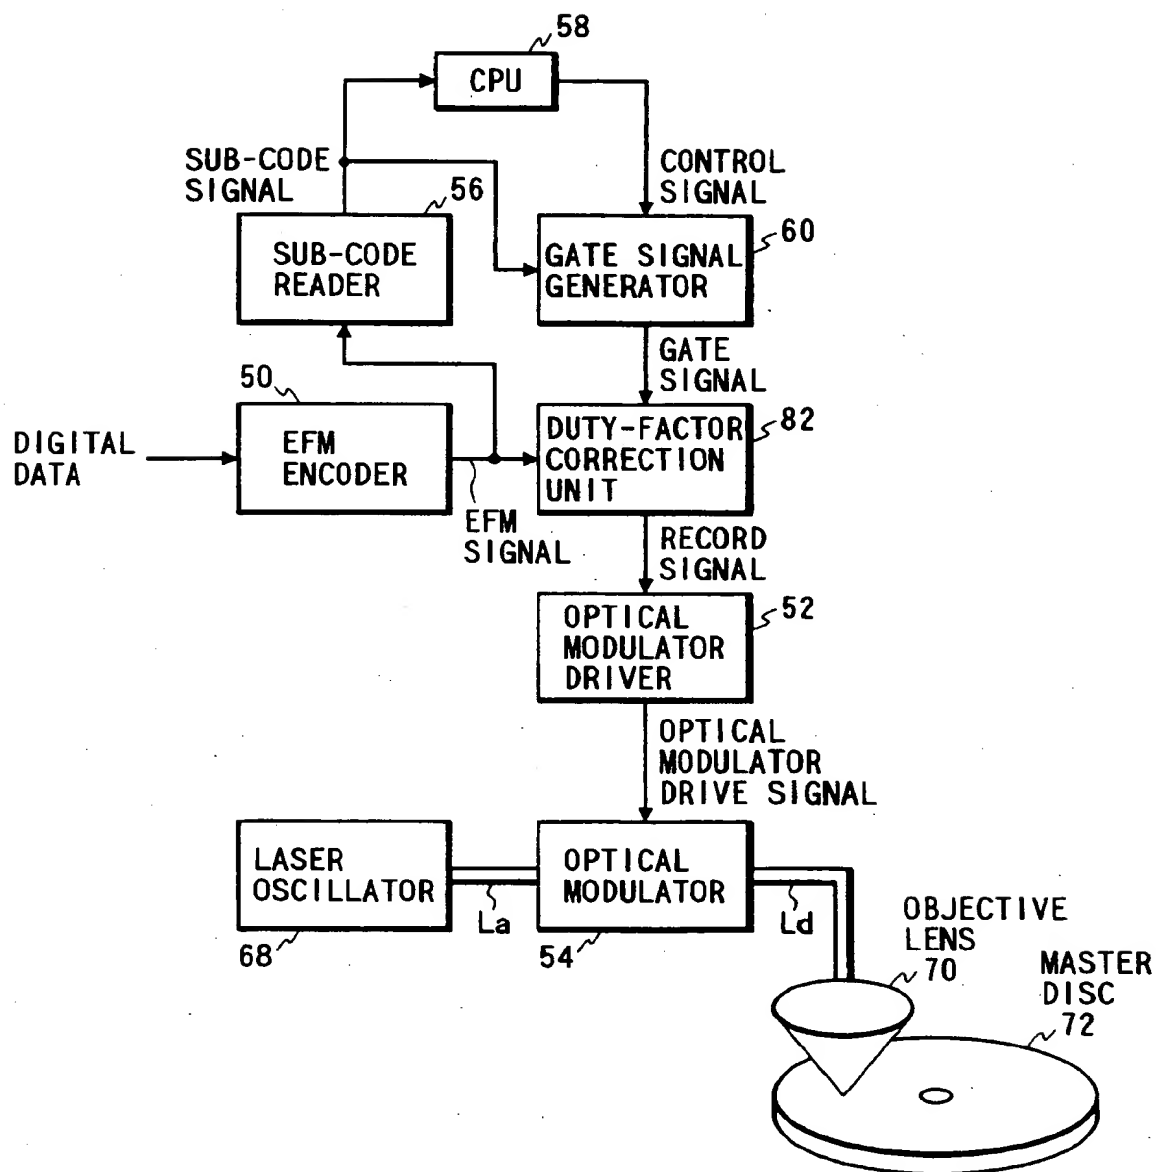 58
CPU
SUB-CODE
SIGNAL
56
CONTROL
SIGNAL
60
SUB-CODE
READER
GATE SIGNAL
GENERATOR
GATE
SIGNAL
50
82
DIGITAL
DATA
EFM
ENCODER
DUTY-FACTOR
CORRECTION
UNIT
EFM
SIGNAL
RECORD
SIGNAL
52
OPTICAL
MODULATOR
DRIVER
OPTICAL
MODULATOR
DRIVE SIGNAL
LASER
OSCILLATOR
OPTICAL
MODULATOR
La
Ld
68
54
OBJECTIVE
LENS
70
MASTER
DISC
72